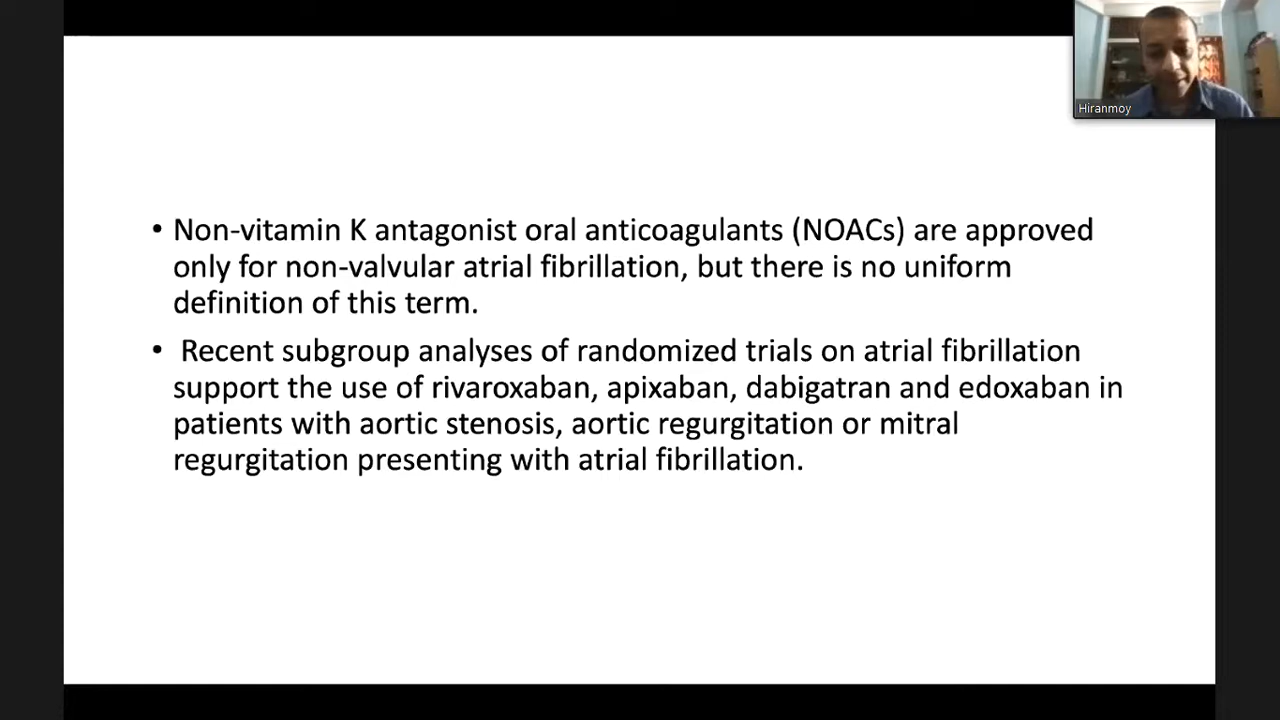 Hiranmoy
• Non-vitamin K antagonist oral anticoagulants (NOACs) are approved
only for non-valvular atrial fibrillation, but there is no uniform
definition of this term.
• Recent subgroup analyses of randomized trials on atrial fibrillation
support the use of rivaroxaban, apixaban, dabigatran and edoxaban in
patients with aortic stenosis, aortic regurgitation or mitral
regurgitation presenting with atrial fibrillation.